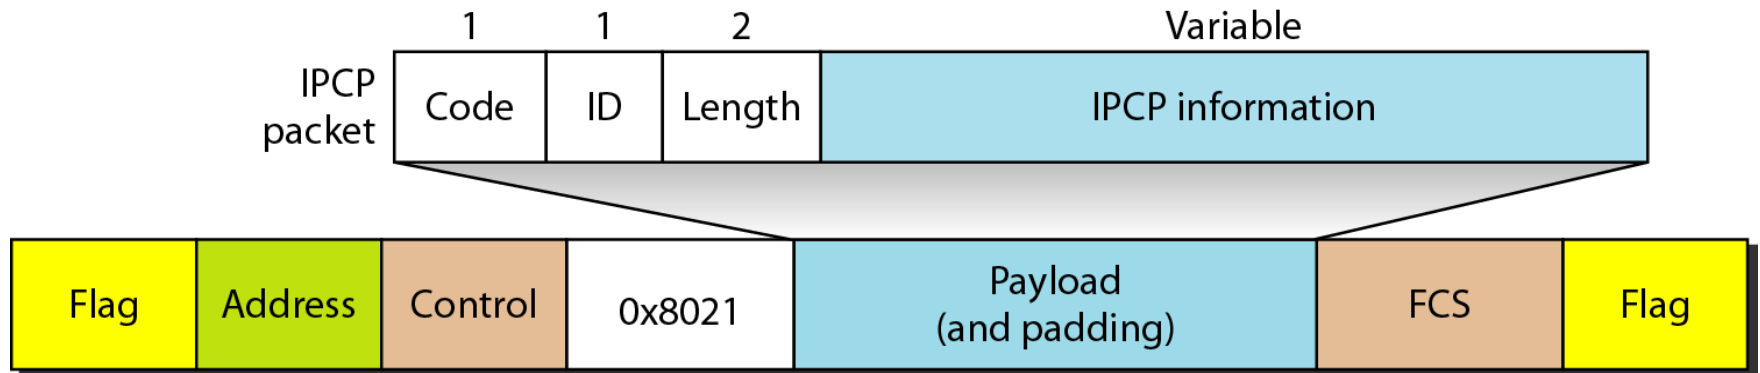 1 1 2 Variable
IPCP
packet
Code ID Length IPCP information
Flag Address Control 0x8021 Payload
(and padding) FCS Flag